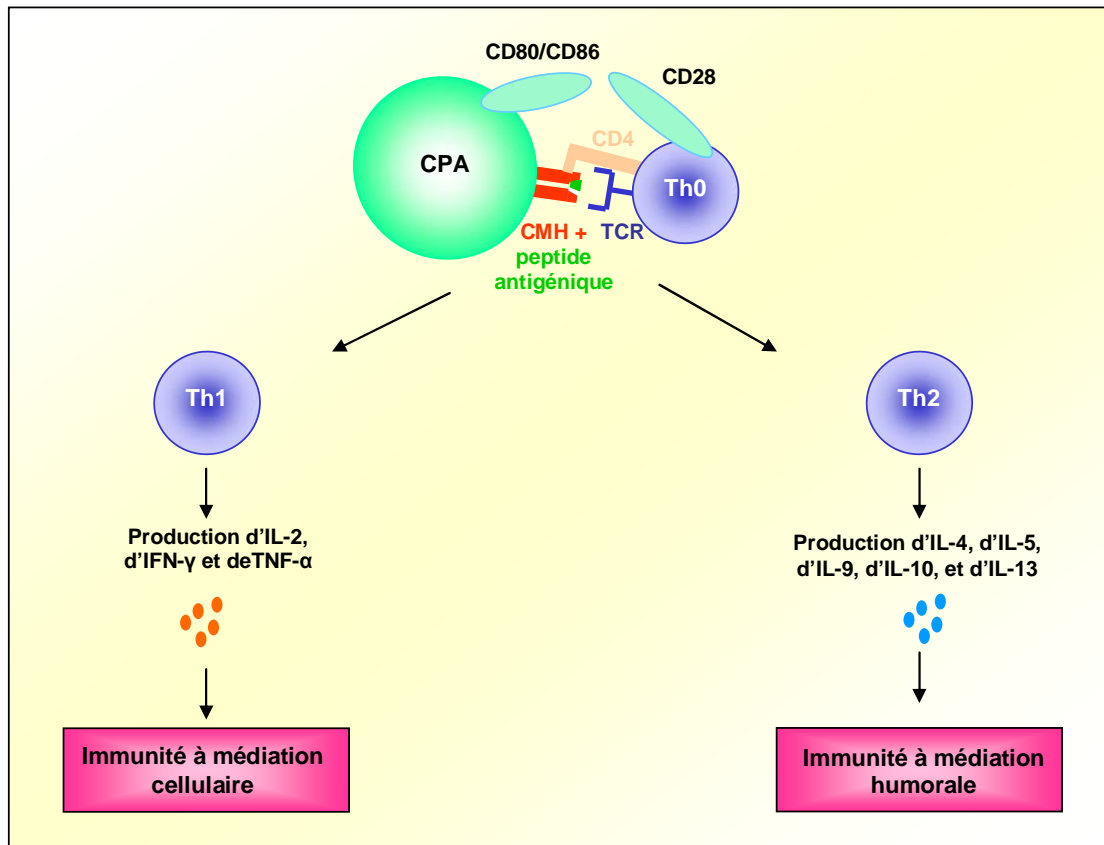 CD80/CD86
CD28
CD4
CPA
Th0
CMH + TCR
peptide
antigénique
Th1
Th2
Production d’IL-2,
d’IFN-γ et deTNF-α
Production d’IL-4, d’IL-5,
d’IL-9, d’IL-10, et d’IL-13
Immunité à médiation
cellulaire
Immunité à médiation
humorale